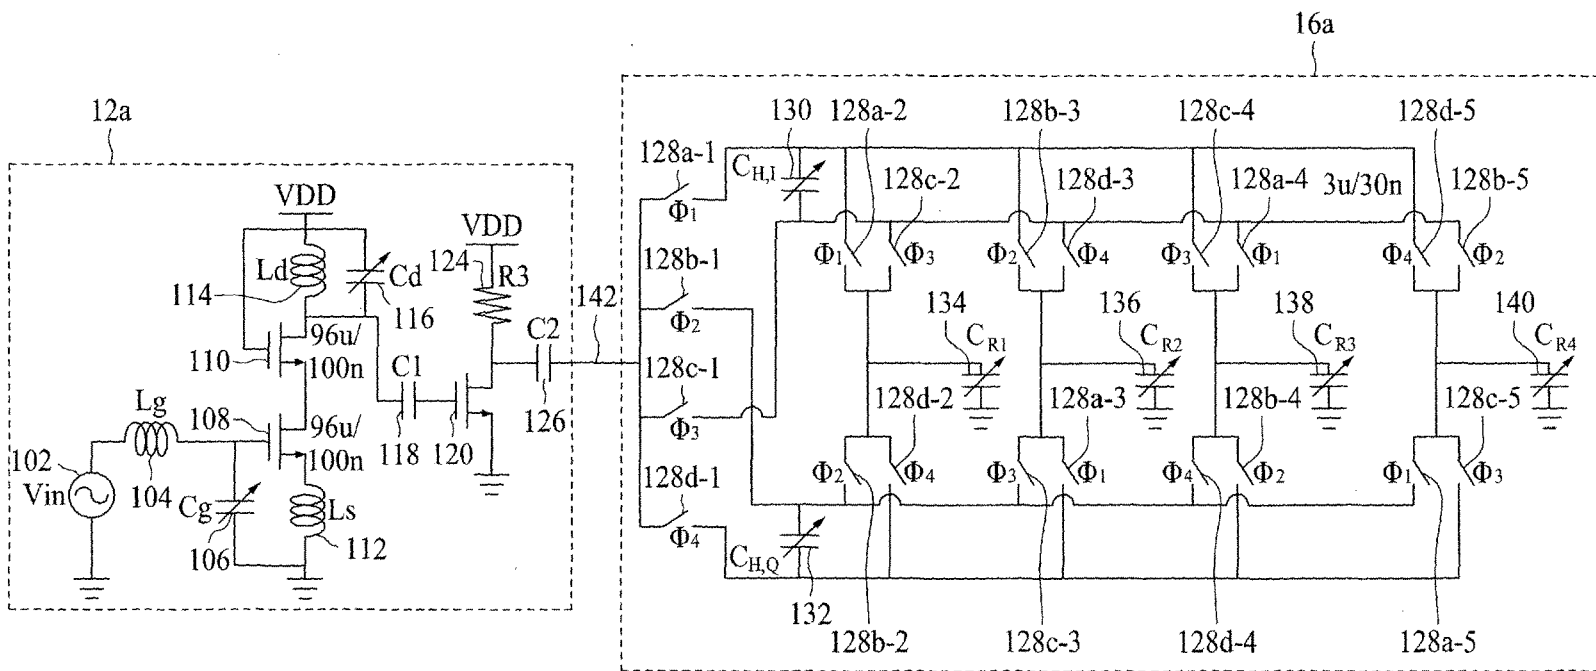 16a
12a
130
128a-2
128b-3
128c-4
128d-5
128a-1
C_H,I
128c-2
128d-3
128a-4
3u/30n
128b-5
Φ1
VDD
VDD
124
R3
Ld
114
Cd
116
128b-1
Φ1
Φ3
Φ2
Φ4
Φ3
Φ1
Φ4
Φ2
142
C2
Φ2
134
C_R1
136
C_R2
138
C_R3
140
C_R4
110
96u/
100n
C1
128c-1
126
Φ3
128d-2
128a-3
128b-4
128c-5
Lg
108
96u/
100n
118
120
102
Vin
104
Cg
106
Ls
112
128d-1
Φ4
Φ2
Φ4
Φ3
Φ1
Φ4
Φ2
Φ1
Φ3
C_H,Q
132
128b-2
128c-3
128d-4
128a-5